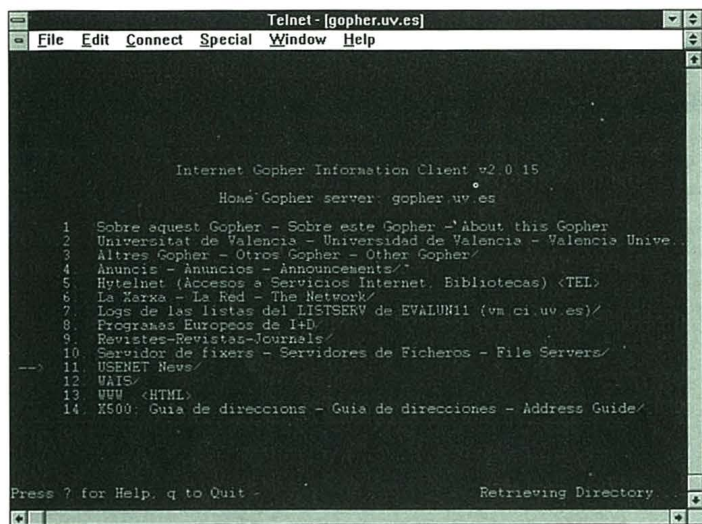 Telnet - [gopher.uv.es]
File Edit Connect Special Window Help
Internet Gopher Information Client v2.0.15
Home Gopher server: gopher.uv.es
1. Sobre aquest Gopher - Sobre este Gopher - About this Gopher
2. Universitat de Valencia - Universidad de Valencia - Valencia Unive..
3. Altres Gopher - Otros Gopher - Other Gopher/
4. Anuncis - Anuncios - Announcements/
5. Hytelnet (Accesos a Servicios Internet. Bibliotecas) <TEL>
6. La Xarxa - La Red - The Network/
7. Logs de las listas del LISTSERV de EVALUN11 (vm.ci.uv.es)/
8. Programas Europeos de I+D/
9. Revistes-Revistas-Journals/
10. Servidor de fixers - Servidores de Ficheros - File Servers/
--> 11. USENET News/
12. WAIS/
13. WWW <HTML>
14. X500: Guia de direccions - Guia de direcciones - Address Guide/
Press ? for Help, q to Quit - Retrieving Directory...